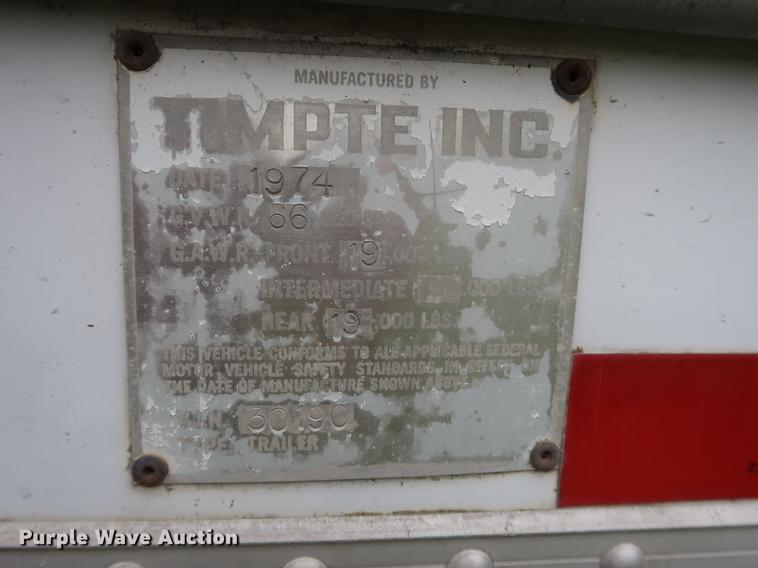 MANUFACTURED BY
TIMPTE INC.
DATE 1974
G.V.W.R. 66
G.A.W.R. FRONT 19,000 LBS.
INTERMEDIATE ,000 LBS.
REAR 19,000 LBS.
THIS VEHICLE CONFORMS TO ALL APPLICABLE FEDERAL
MOTOR VEHICLE SAFETY STANDARDS IN EFFECT ON
THE DATE OF MANUFACTURE SHOWN ABOVE
V.I.N. 30190
TYPE: TRAILER
Purple Wave Auction